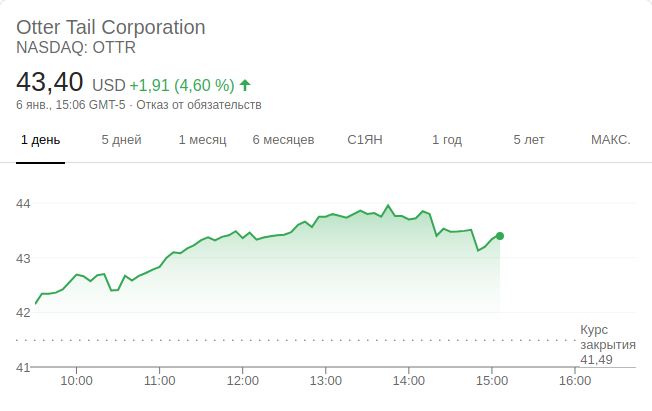 Otter Tail Corporation
NASDAQ: OTTR
43,40 USD +1,91 (4,60 %)
6 янв., 15:06 GMT-5 · Отказ от обязательств
1 день 5 дней 1 месяц 6 месяцев С1ЯН 1 год 5 лет МАКС.
44
43
42
Курс
закрытия
41,49
41
10:00 11:00 12:00 13:00 14:00 15:00 16:00